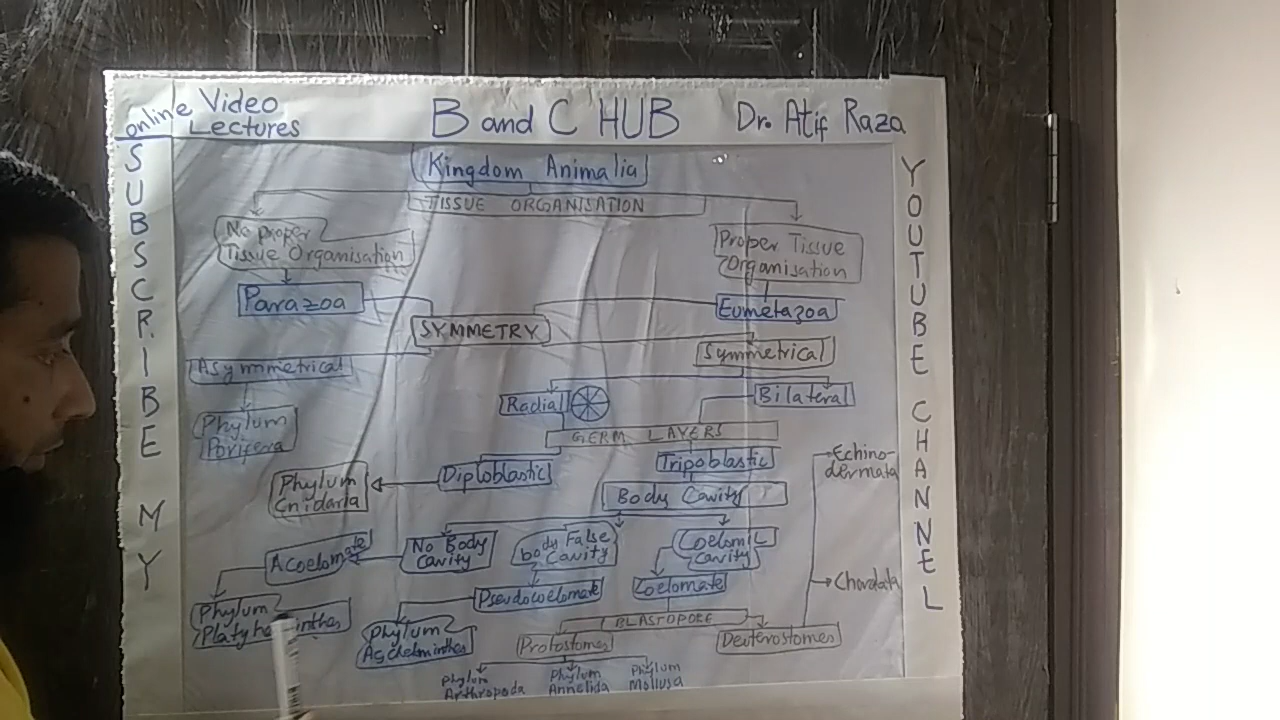 online Video Lectures
B and C HUB
Dr. Atif Raza
SUBSCRIBE MY
YOUTUBE CHANNEL
Kingdom Animalia
TISSUE ORGANISATION
No proper
Tissue Organisation
Proper Tissue
Organisation
Parazoa
Eumetazoa
SYMMETRY
Asymmetrical
Symmetrical
Radial
Bilateral
Phylum
Porifera
GERM LAYERS
Diploblastic
Tripoblastic
Echino-
dermata
Phylum
Cnidaria
Body Cavity
No Body
Cavity
body False
Cavity
Coelomic
Cavity
Acoelomate
Pseudocoelomate
Coelomate
Chordata
Phylum
BLASTOPORE
Phylum
Protostomes
Deuterostomes
Phylum
Arthropoda
Phylum
Annelida
Phylum
Mollusa